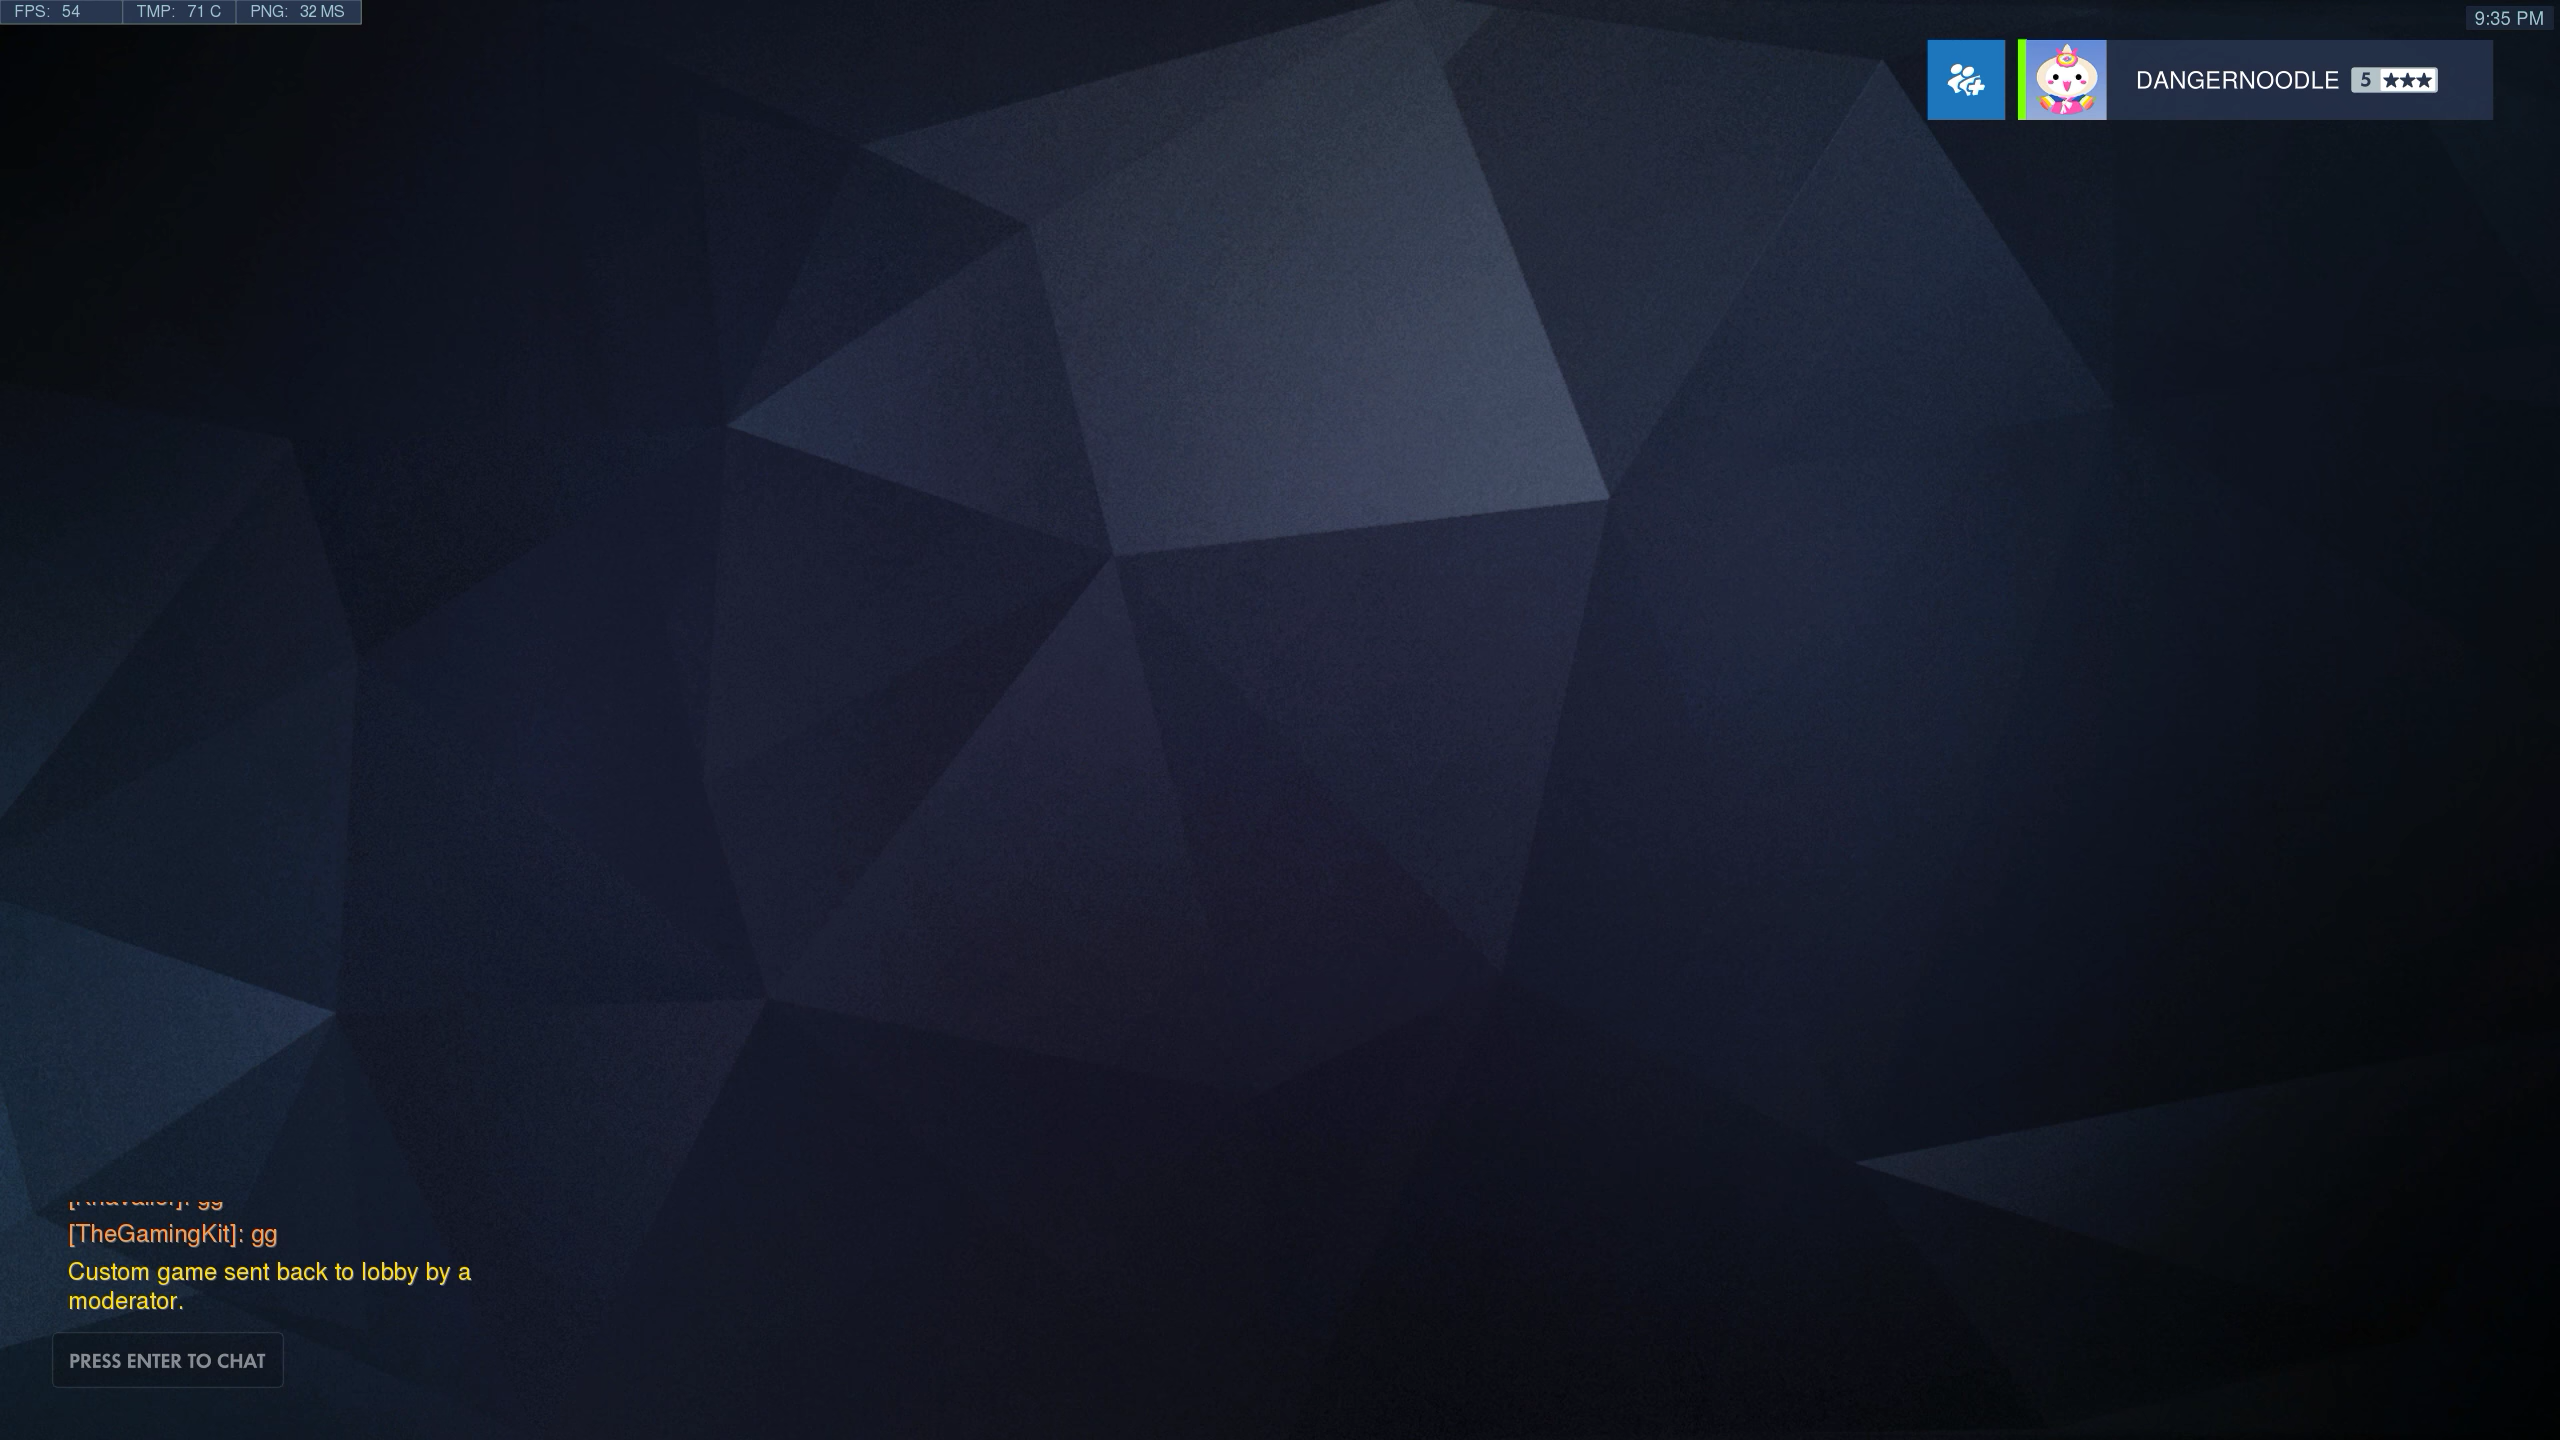 FPS: 54 TMP: 71 C PNG: 32 MS
9:35 PM
DANGERNOODLE 5
gg
[TheGamingKit]: gg
Custom game sent back to lobby by a
moderator.
PRESS ENTER TO CHAT